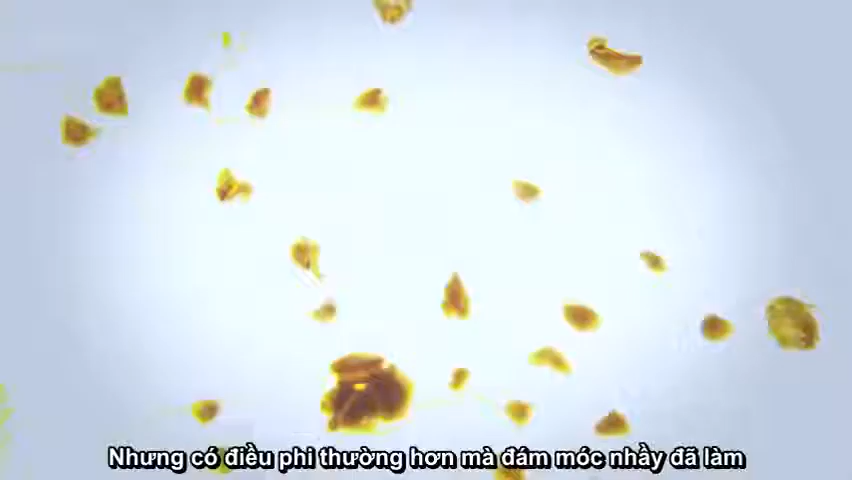 Nhưng có điều phi thường hơn mà đám móc nhầy đã làm